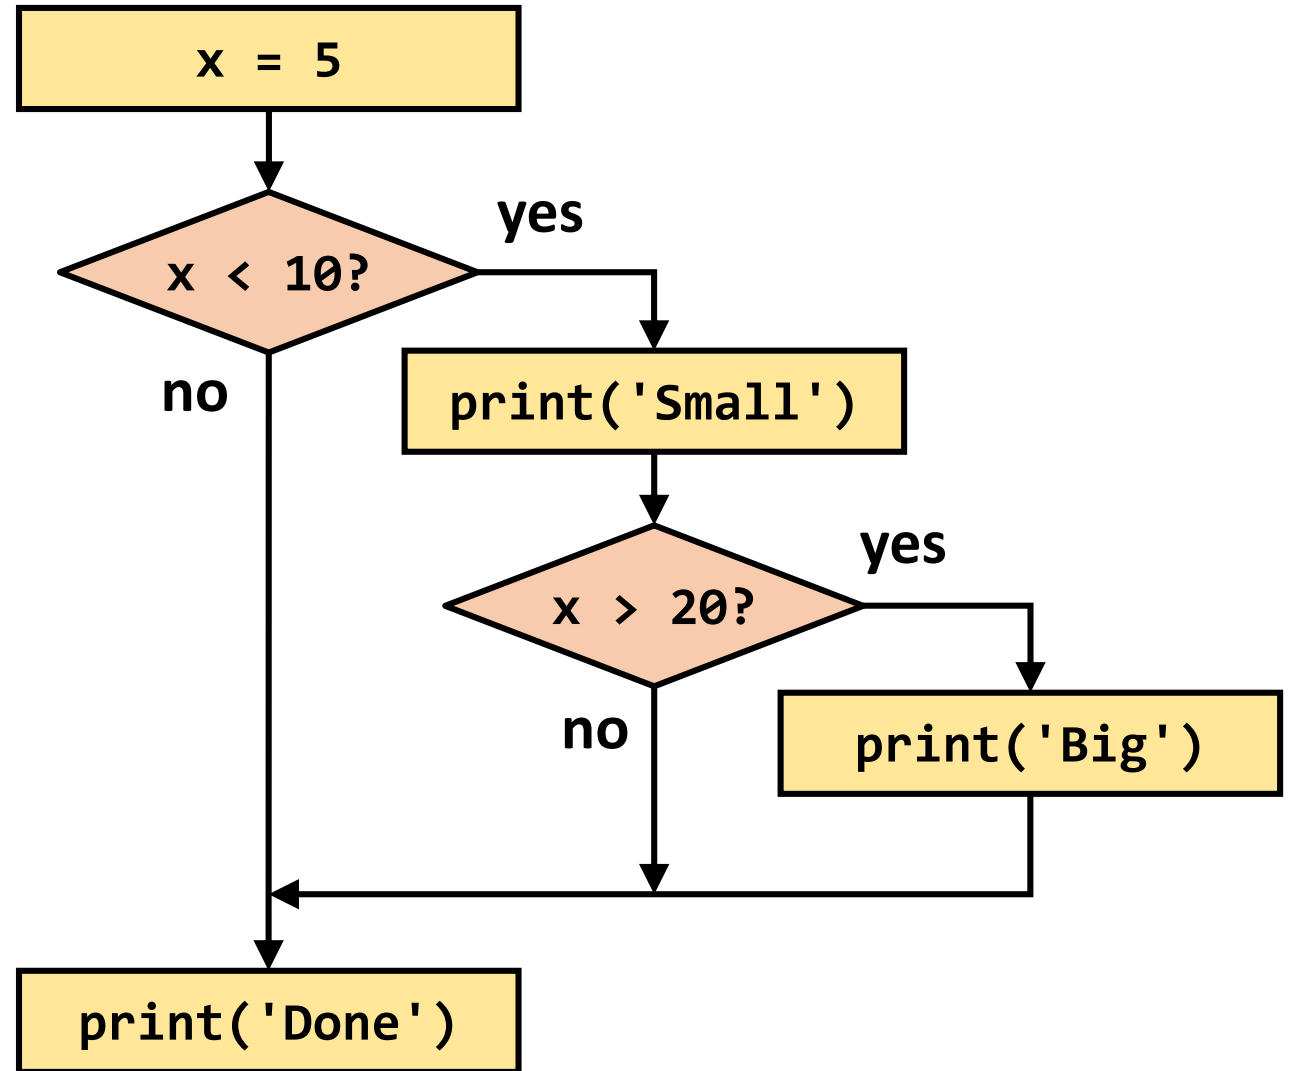 x = 5
x < 10?
yes
no
print('Small')
x > 20?
yes
no
print('Big')
print('Done')